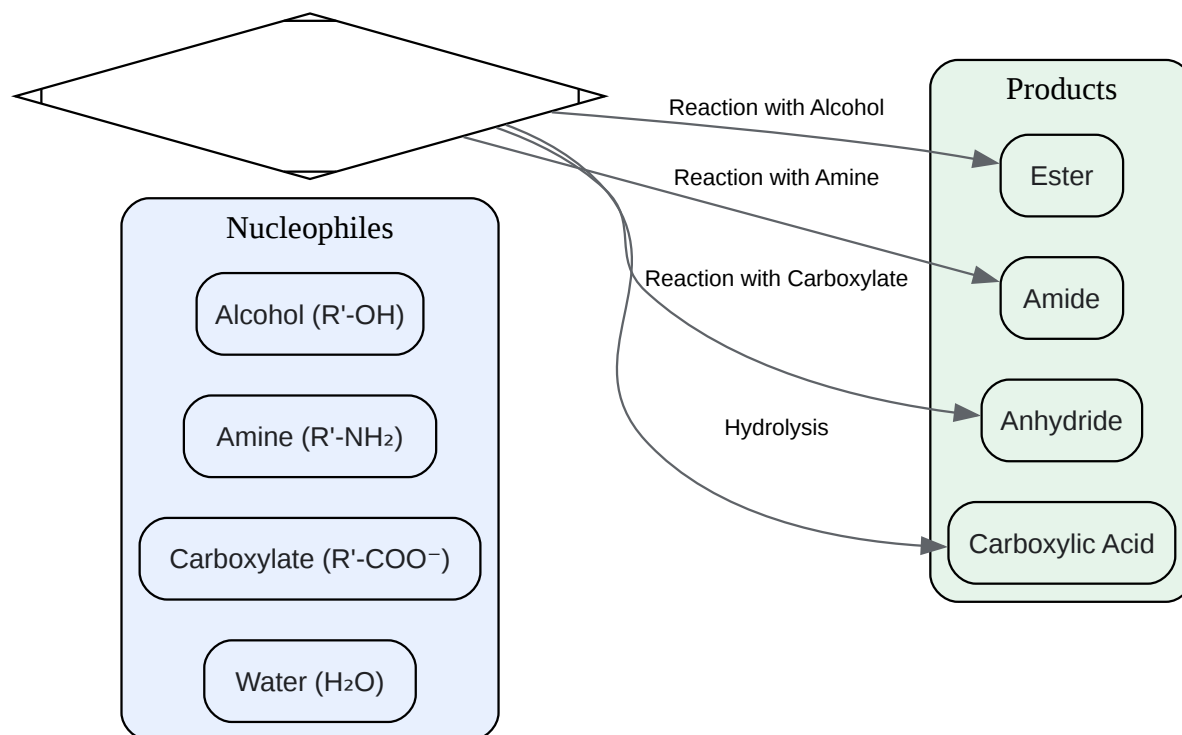 Nucleophiles
Alcohol (R'-OH)
Amine (R'-NH₂)
Carboxylate (R'-COO⁻)
Water (H₂O)
Reaction with Alcohol
Reaction with Amine
Reaction with Carboxylate
Hydrolysis
Products
Ester
Amide
Anhydride
Carboxylic Acid